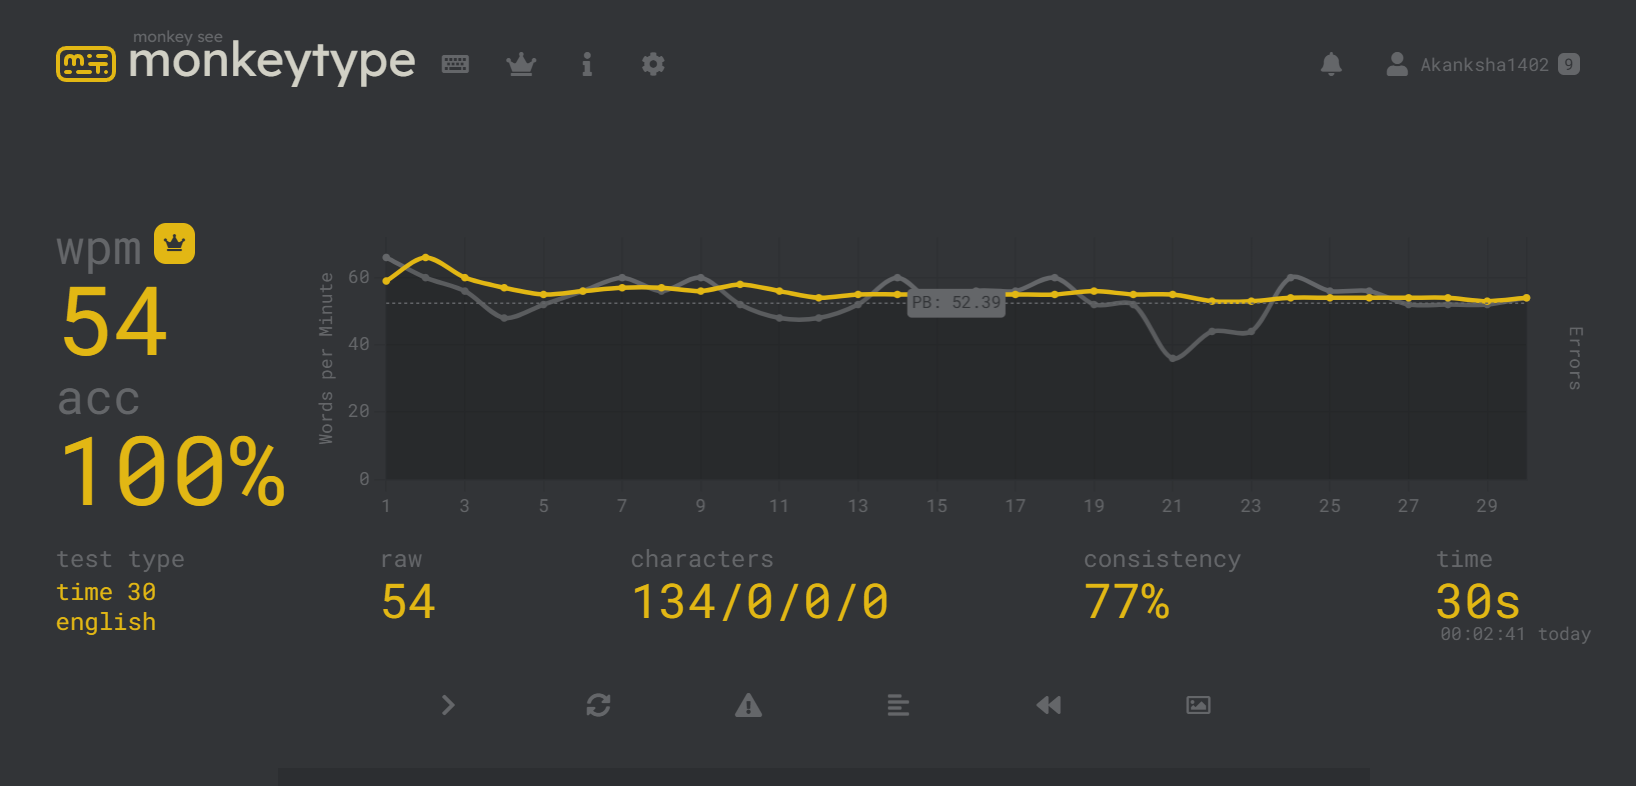 monkey see
monkeytype
Akanksha1402 9
wpm
54
acc
100%
Words per Minute
60
40
20
0
PB: 52.39
Errors
1 3 5 7 9 11 13 15 17 19 21 23 25 27 29
test type
time 30
english
raw
54
characters
134/0/0/0
consistency
77%
time
30s
00:02:41 today